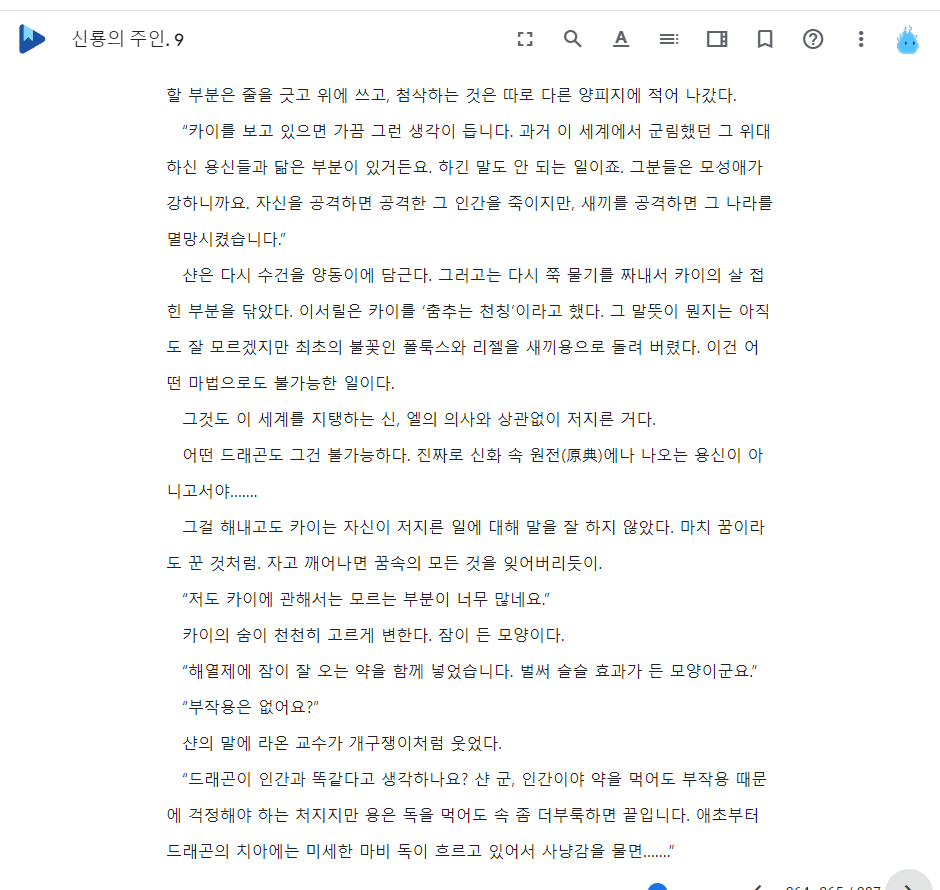 신룡의 주인. 9
할 부분은 줄을 긋고 위에 쓰고, 첨삭하는 것은 따로 다른 양피지에 적어 나갔다.
“카이를 보고 있으면 가끔 그런 생각이 듭니다. 과거 이 세계에서 군림했던 그 위대
하신 용신들과 닮은 부분이 있거든요. 하긴 말도 안 되는 일이죠. 그분들은 모성애가
강하니까요. 자신을 공격하면 공격한 그 인간을 죽이지만, 새끼를 공격하면 그 나라를
멸망시켰습니다.”
샨은 다시 수건을 양동이에 담근다. 그러고는 다시 쭉 물기를 짜내서 카이의 살 접
힌 부분을 닦았다. 이서릴은 카이를 ‘춤추는 천칭’이라고 했다. 그 말뜻이 뭔지는 아직
도 잘 모르겠지만 최초의 불꽃인 폴룩스와 리젤을 새끼용으로 돌려 버렸다. 이건 어
떤 마법으로도 불가능한 일이다.
그것도 이 세계를 지탱하는 신, 엘의 의사와 상관없이 저지른 거다.
어떤 드래곤도 그건 불가능하다. 진짜로 신화 속 원전(原典)에나 나오는 용신이 아
니고서야.......
그걸 해내고도 카이는 자신이 저지른 일에 대해 말을 잘 하지 않았다. 마치 꿈이라
도 꾼 것처럼. 자고 깨어나면 꿈속의 모든 것을 잊어버리듯이.
“저도 카이에 관해서는 모르는 부분이 너무 많네요.”
카이의 숨이 천천히 고르게 변한다. 잠이 든 모양이다.
“해열제에 잠이 잘 오는 약을 함께 넣었습니다. 벌써 슬슬 효과가 든 모양이군요.”
“부작용은 없어요?”
샨의 말에 라온 교수가 개구쟁이처럼 웃었다.
“드래곤이 인간과 똑같다고 생각하나요? 샨 군, 인간이야 약을 먹어도 부작용 때문
에 걱정해야 하는 처지지만 용은 독을 먹어도 속 좀 더부룩하면 끝입니다. 애초부터
드래곤의 치아에는 미세한 마비 독이 흐르고 있어서 사냥감을 물면.......”